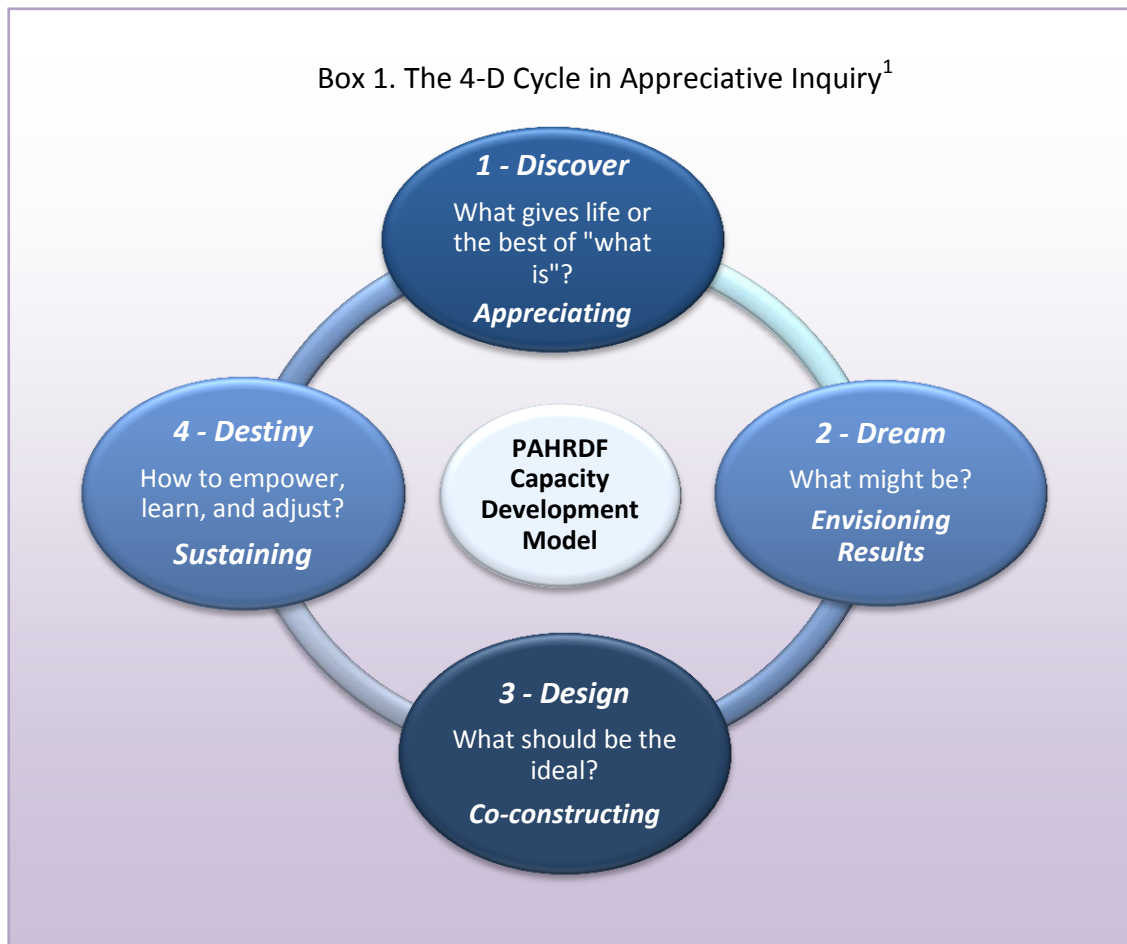 Box 1. The 4-D Cycle in Appreciative Inquiry1
1 - Discover
What gives life or
the best of "what
is"?
Appreciating
2 - Dream
What might be?
Envisioning
Results
3 - Design
What should be the
ideal?
Co-constructing
4 - Destiny
How to empower,
learn, and adjust?
Sustaining
PAHRDF
Capacity
Development
Model